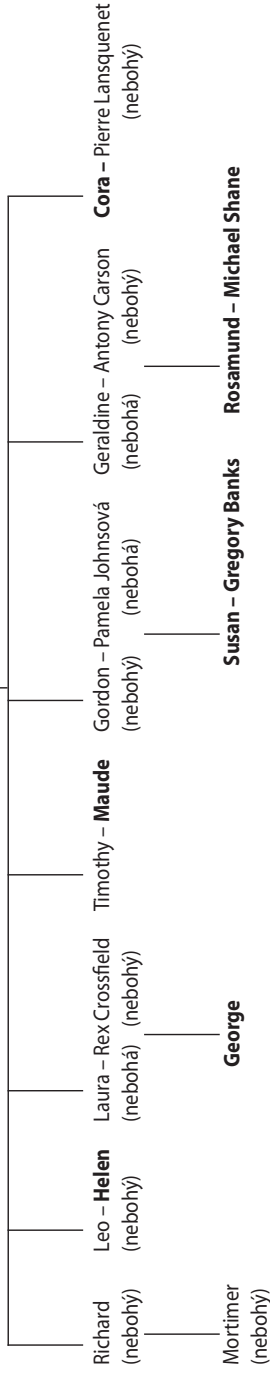 Richard
(nebohý)
Leo – Helen
(nebohý)
Laura – Rex Crossfield
(nebohá) (nebohý)
Timothy – Maude
Gordon – Pamela Johnsová
(nebohý) (nebohá)
Geraldine – Antony Carson
(nebohá) (nebohý)
Cora – Pierre Lansquenet
(nebohý)
Mortimer
(nebohý)
George
Susan – Gregory Banks
Rosamund – Michael Shane